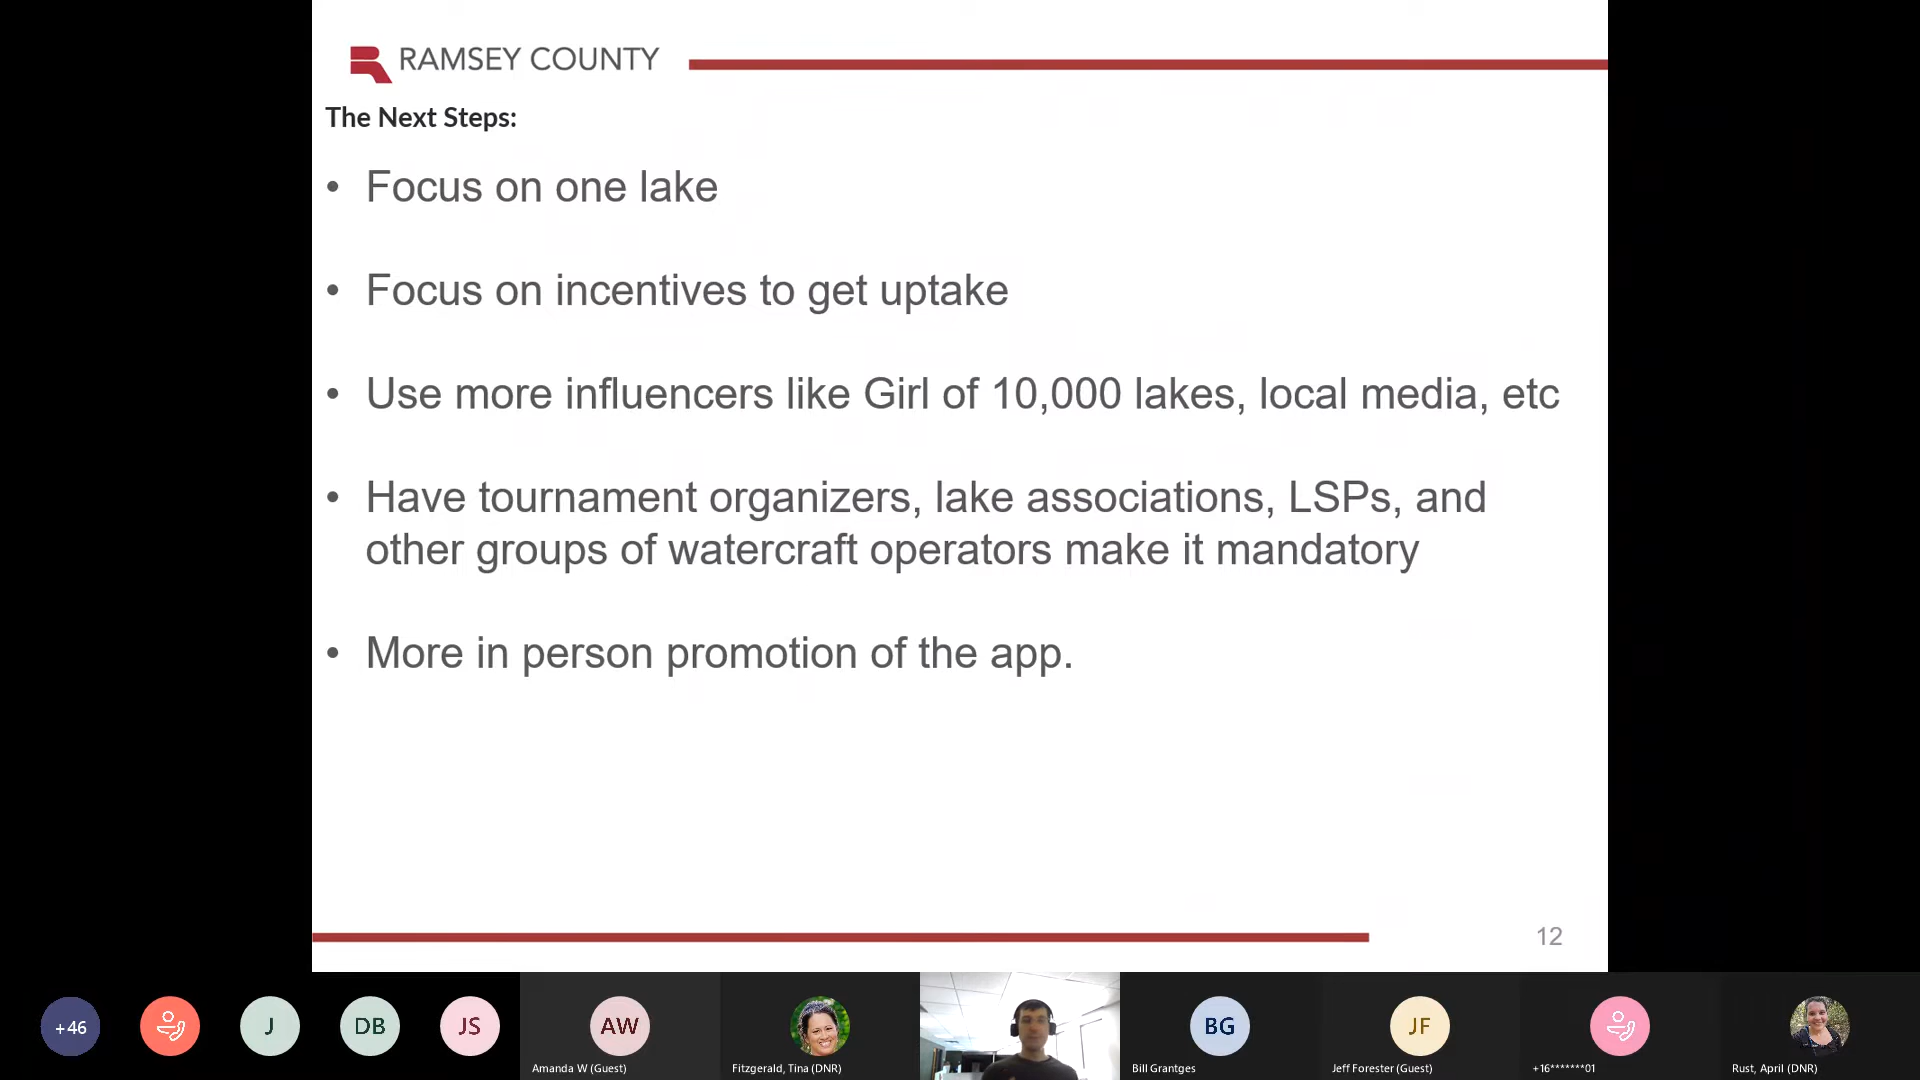 RAMSEY COUNTY
The Next Steps:
• Focus on one lake
• Focus on incentives to get uptake
• Use more influencers like Girl of 10,000 lakes, local media, etc
• Have tournament organizers, lake associations, LSPs, and
other groups of watercraft operators make it mandatory
• More in person promotion of the app.
12
+46
J
DB
JS
AW
BG
JF
Amanda W (Guest)
Fitzgerald, Tina (DNR)
Bill Grantges
Jeff Forester (Guest)
+16*******01
Rust, April (DNR)